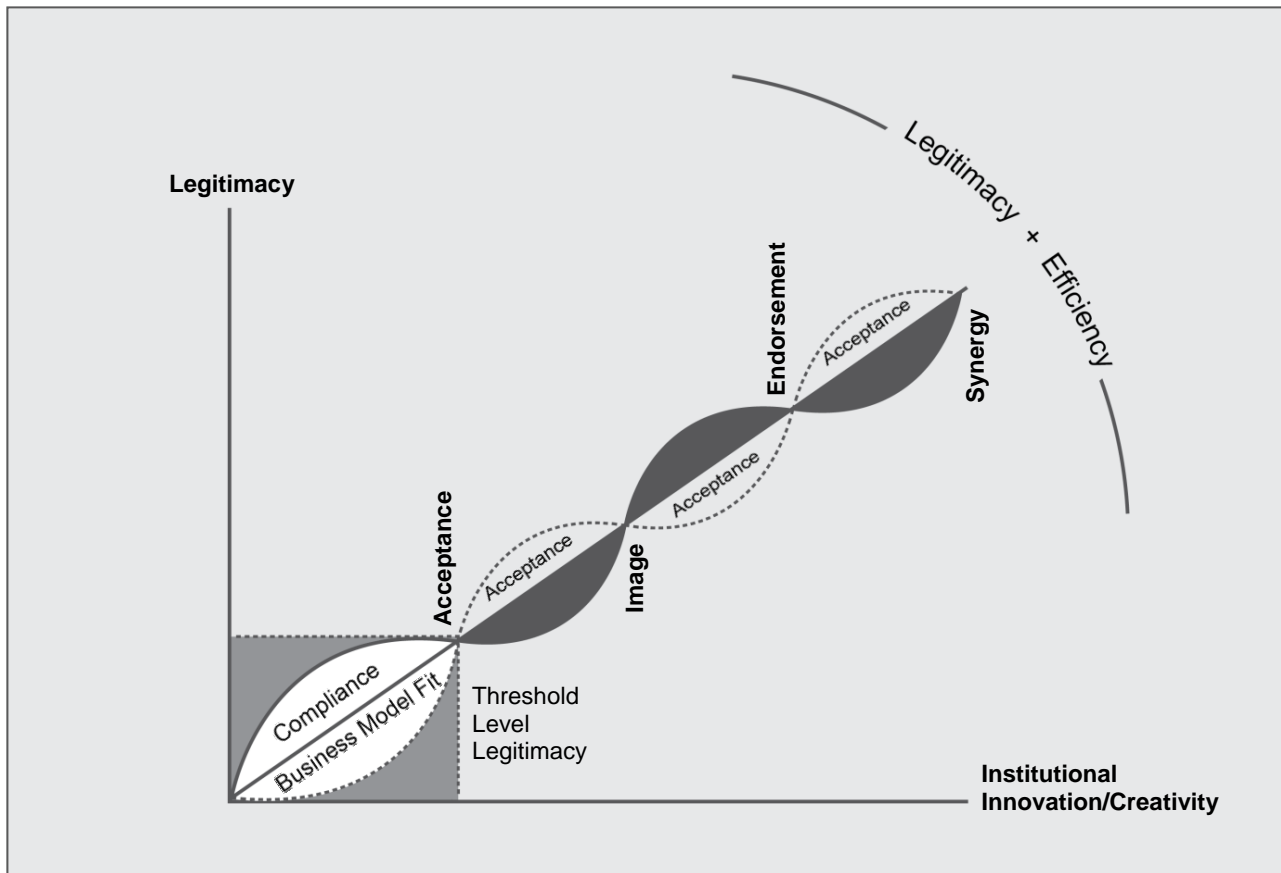 Legitimacy
Legitimacy + Efficiency
Endorsement
Acceptance
Synergy
Acceptance
Acceptance
Acceptance
Image
Compliance
Business Model Fit
Threshold
Level
Legitimacy
Institutional
Innovation/Creativity